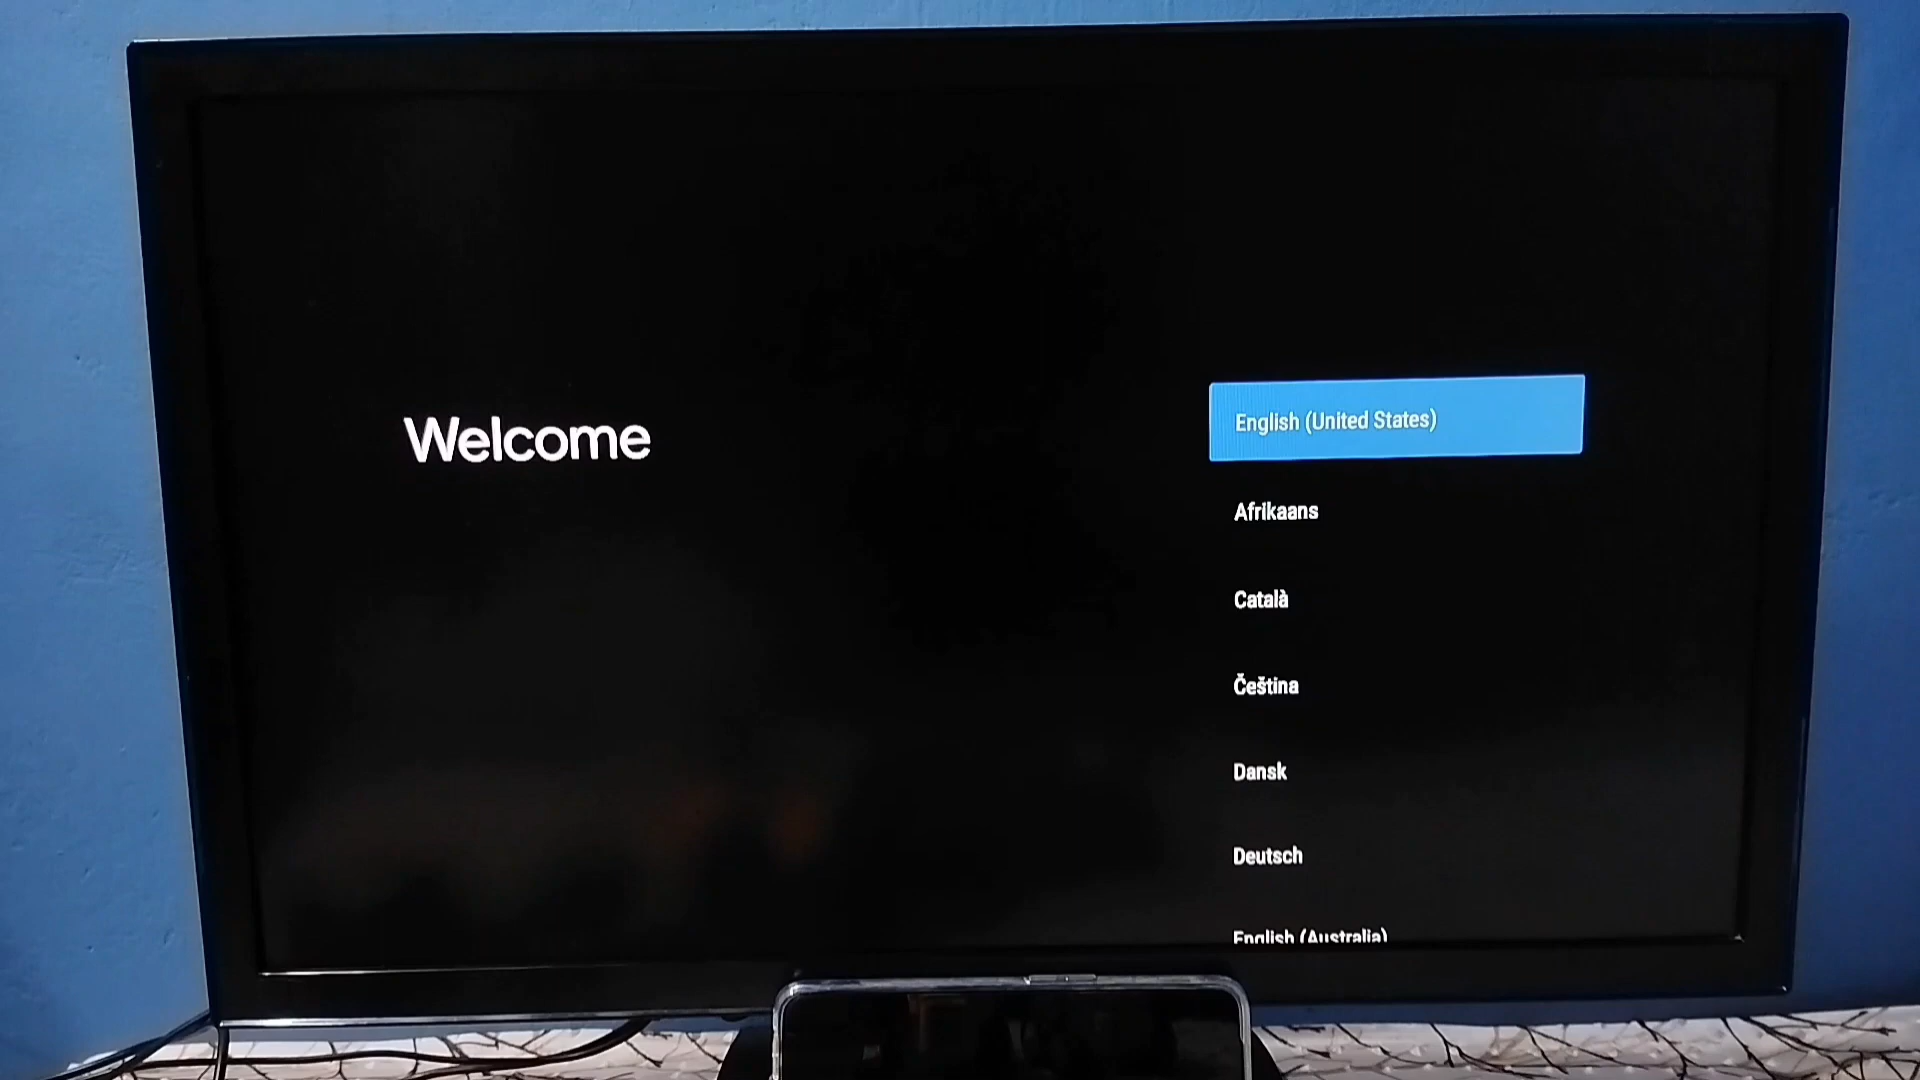 Welcome
English (United States)
Afrikaans
Català
Čeština
Dansk
Deutsch
English (Australia)